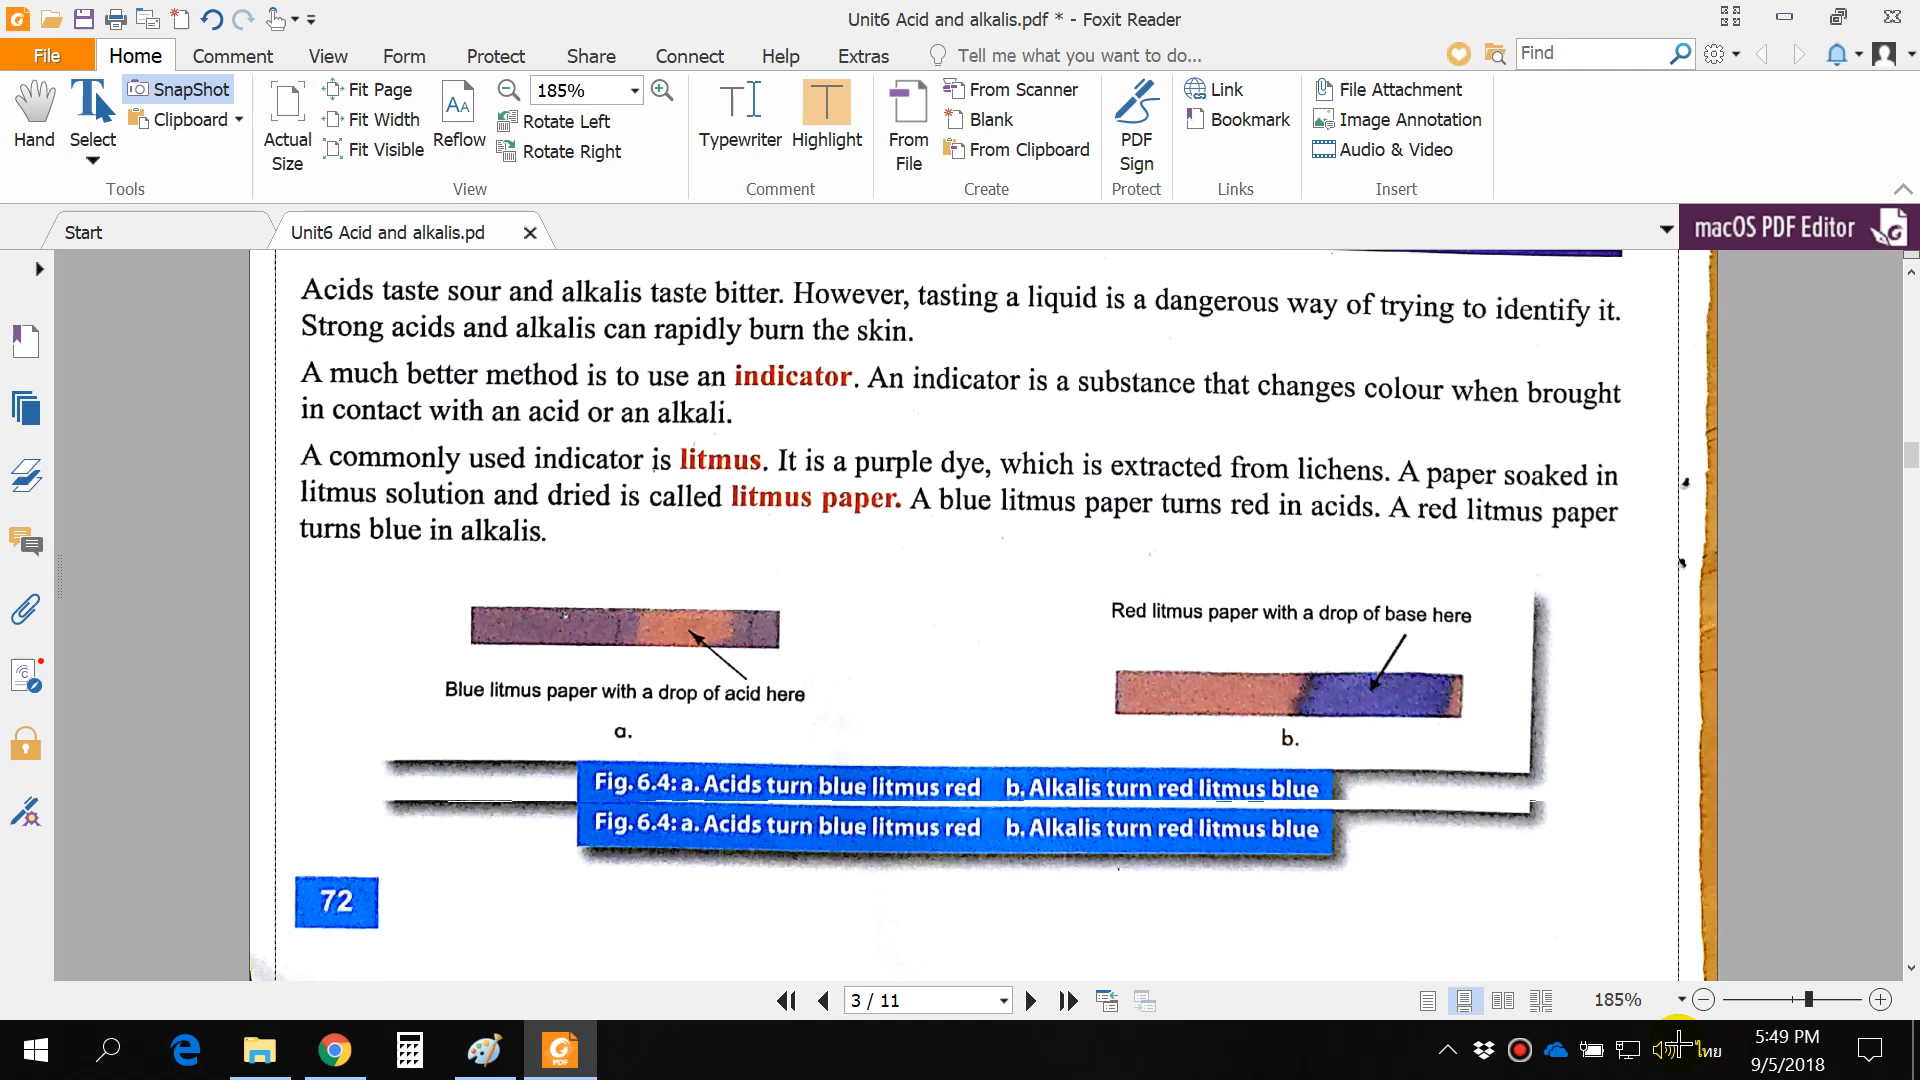 Unit6 Acid and alkalis.pdf * - Foxit Reader
File Home Comment View Form Protect Share Connect Help Extras Tell me what you want to do... Find
Hand Select SnapShot Clipboard
Tools
Actual Size Fit Page Fit Width Fit Visible Reflow 185% Rotate Left Rotate Right
View
Typewriter Highlight
Comment
From File From Scanner Blank From Clipboard
Create
PDF Sign
Protect
Link Bookmark
Links
File Attachment Image Annotation Audio & Video
Insert
Start Unit6 Acid and alkalis.pd macOS PDF Editor
Acids taste sour and alkalis taste bitter. However, tasting a liquid is a dangerous way of trying to identify it.
Strong acids and alkalis can rapidly burn the skin.
A much better method is to use an indicator. An indicator is a substance that changes colour when brought
in contact with an acid or an alkali.
A commonly used indicator is litmus. It is a purple dye, which is extracted from lichens. A paper soaked in
litmus solution and dried is called litmus paper. A blue litmus paper turns red in acids. A red litmus paper
turns blue in alkalis.
Red litmus paper with a drop of base here
Blue litmus paper with a drop of acid here
a.
b.
Fig. 6.4: a. Acids turn blue litmus red b. Alkalis turn red litmus blue
Fig. 6.4: a. Acids turn blue litmus red b. Alkalis turn red litmus blue
72
3 / 11
185%
PDF
ไทย
5:49 PM
9/5/2018